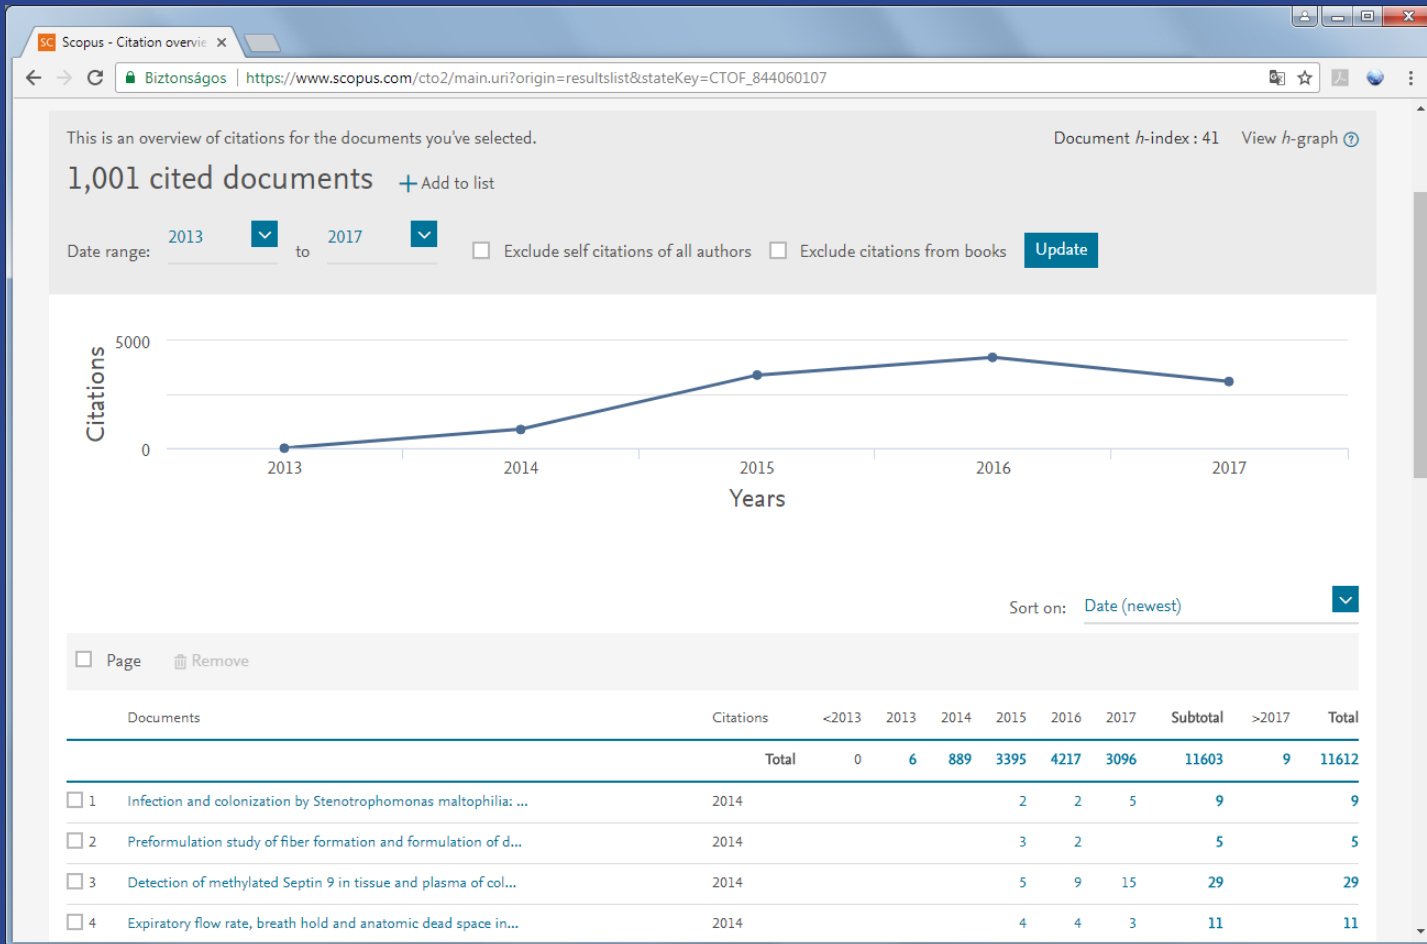 SC Scopus - Citation overvie
Biztonságos | https://www.scopus.com/cto2/main.uri?origin=resultslist&stateKey=CTOF_844060107
This is an overview of citations for the documents you've selected. Document h-index : 41 View h-graph ?
1,001 cited documents + Add to list
Date range: 2013 to 2017 Exclude self citations of all authors Exclude citations from books Update
Citations
5000
0
2013 2014 2015 2016 2017
Years
Sort on: Date (newest)
Page Remove
Documents Citations <2013 2013 2014 2015 2016 2017 Subtotal >2017 Total
Total 0 6 889 3395 4217 3096 11603 9 11612
1 Infection and colonization by Stenotrophomonas maltophilia: ... 2014 2 2 5 9 9
2 Preformulation study of fiber formation and formulation of d... 2014 3 2 5 5
3 Detection of methylated Septin 9 in tissue and plasma of col... 2014 5 9 15 29 29
4 Expiratory flow rate, breath hold and anatomic dead space in... 2014 4 4 3 11 11